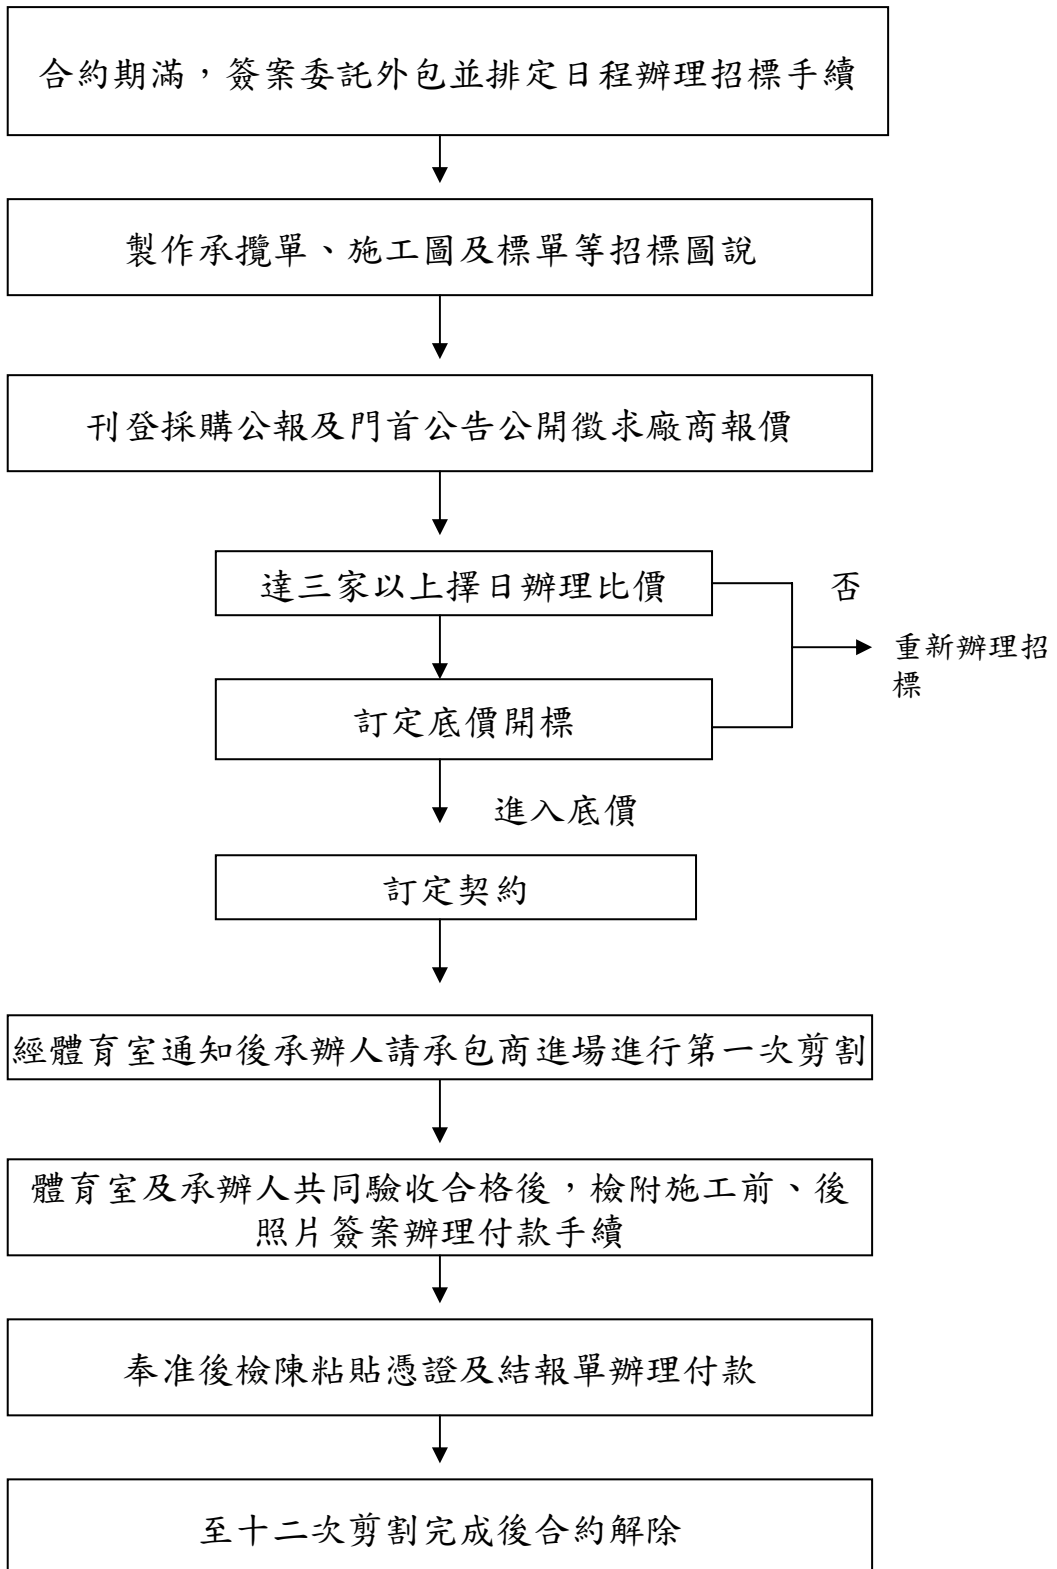 合約期滿，簽案委託外包並排定日程辦理招標手續
製作承攬單、施工圖及標單等招標圖說
刊登採購公報及門首公告公開徵求廠商報價
達三家以上擇日辦理比價
否
重新辦理招
標
訂定底價開標
進入底價
訂定契約
經體育室通知後承辦人請承包商進場進行第一次剪割
體育室及承辦人共同驗收合格後，檢附施工前、後
照片簽案辦理付款手續
奉准後檢陳粘貼憑證及結報單辦理付款
至十二次剪割完成後合約解除